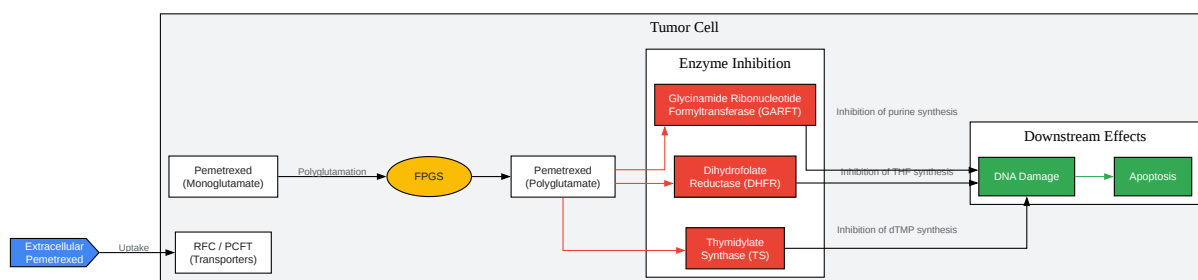 Tumor Cell
Enzyme Inhibition
Glycinamide Ribonucleotide
Formyltransferase (GARFT)
Inhibition of purine synthesis
Downstream Effects
Pemetrexed
(Monoglutamate)
Polyglutamation
FPGS
Pemetrexed
(Polyglutamate)
Dihydrofolate
Reductase (DHFR)
Inhibition of THF synthesis
DNA Damage
Apoptosis
Extracellular
Pemetrexed
Uptake
RFC / PCFT
(Transporters)
Thymidylate
Synthase (TS)
Inhibition of dTMP synthesis